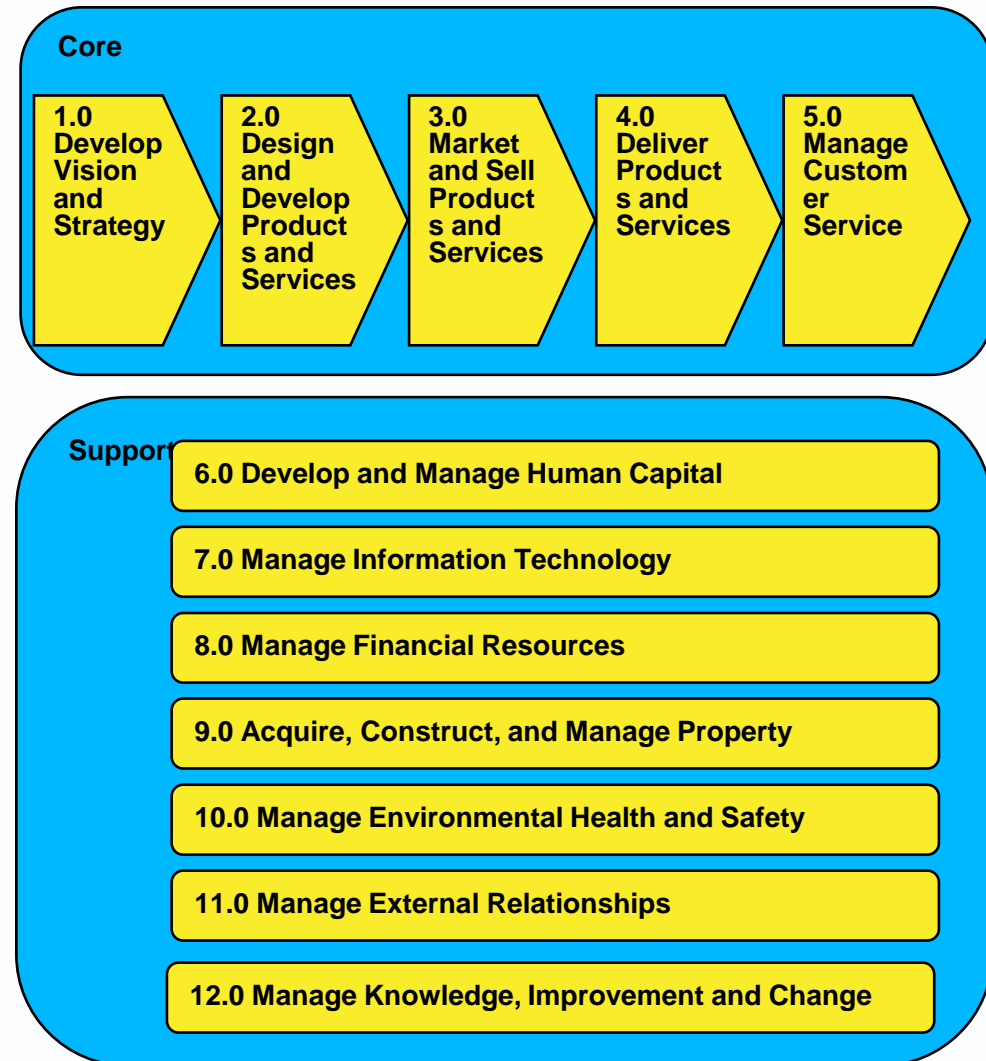 Core
1.0
Develop
Vision
and
Strategy
2.0
Design
and
Develop
Product
s and
Services
3.0
Market
and Sell
Product
s and
Services
4.0
Deliver
Product
s and
Services
5.0
Manage
Custom
er
Service
Support
6.0 Develop and Manage Human Capital
7.0 Manage Information Technology
8.0 Manage Financial Resources
9.0 Acquire, Construct, and Manage Property
10.0 Manage Environmental Health and Safety
11.0 Manage External Relationships
12.0 Manage Knowledge, Improvement and Change